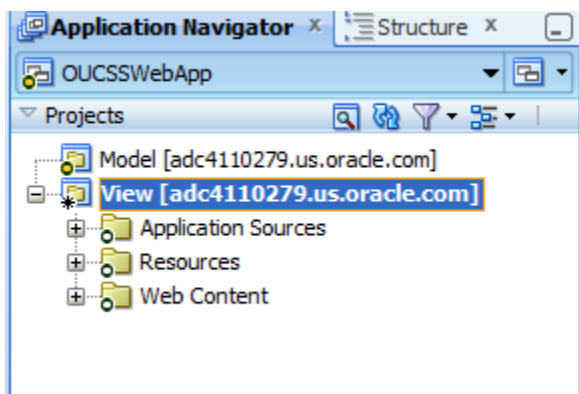 Application Navigator x Structure x
OUCSSWebApp
Projects
Model [adc4110279.us.oracle.com]
View [adc4110279.us.oracle.com]
Application Sources
Resources
Web Content